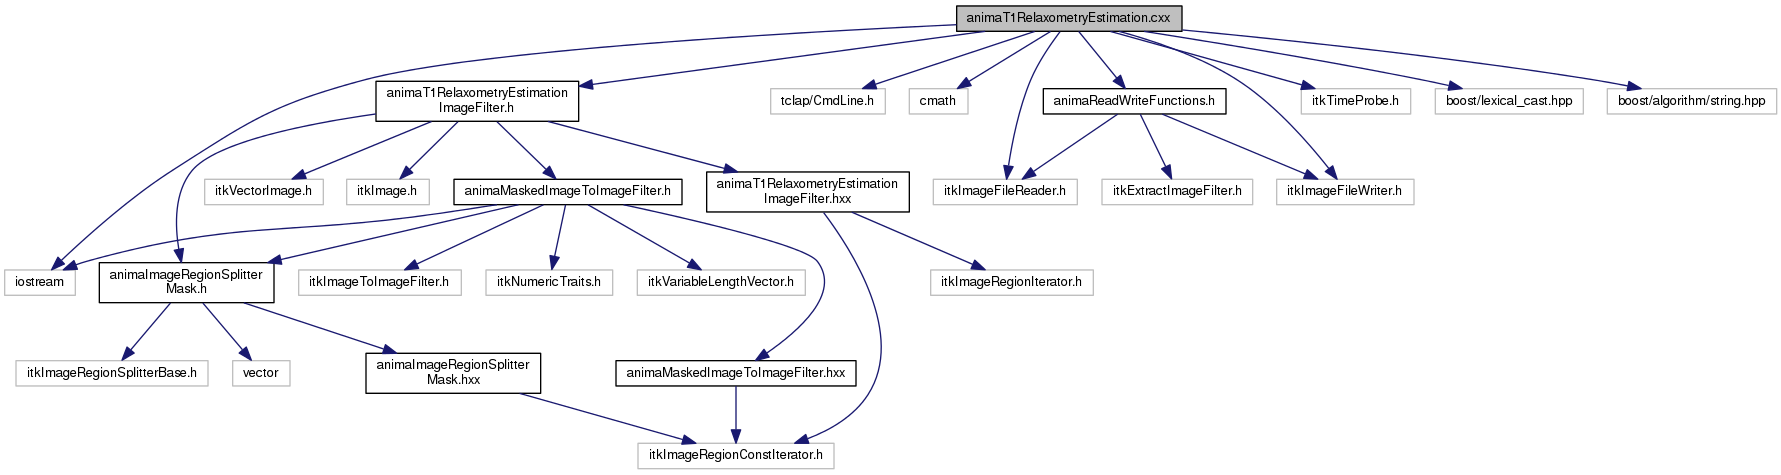 animaT1RelaxometryEstimation.cxx
animaT1RelaxometryEstimation
ImageFilter.h
tclap/CmdLine.h
cmath
animaReadWriteFunctions.h
itkTimeProbe.h
boost/lexical_cast.hpp
boost/algorithm/string.hpp
itkVectorImage.h
itkImage.h
animaMaskedImageToImageFilter.h
animaT1RelaxometryEstimation
ImageFilter.hxx
itkImageFileReader.h
itkExtractImageFilter.h
itkImageFileWriter.h
iostream
animaImageRegionSplitter
Mask.h
itkImageToImageFilter.h
itkNumericTraits.h
itkVariableLengthVector.h
itkImageRegionIterator.h
itkImageRegionSplitterBase.h
vector
animaImageRegionSplitter
Mask.hxx
animaMaskedImageToImageFilter.hxx
itkImageRegionConstIterator.h